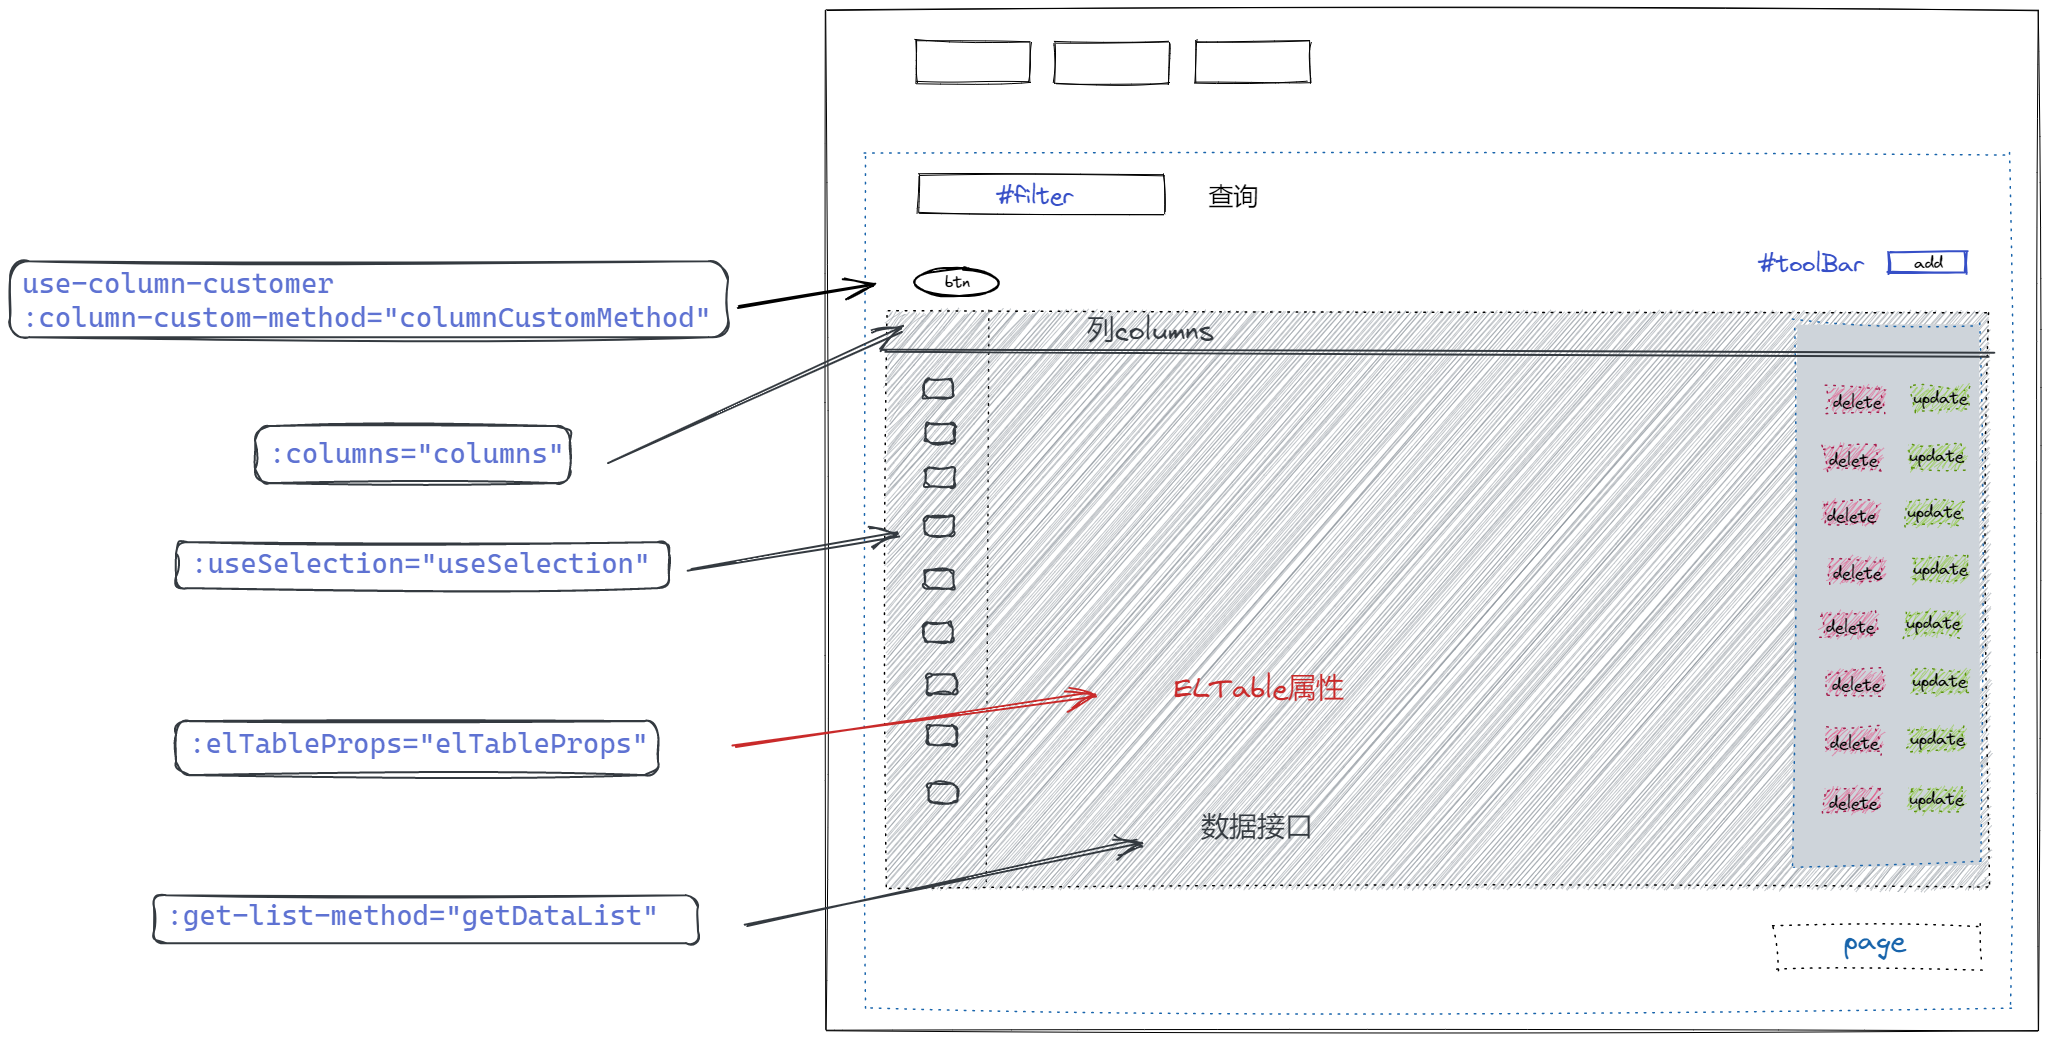 #filter
查询
#toolBar
add
use-column-customer
:column-custom-method="columnCustomMethod"
btn
列columns
:columns="columns"
:useSelection="useSelection"
:elTableProps="elTableProps"
ELTable属性
:get-list-method="getDataList"
数据接口
delete update
delete update
delete update
delete update
delete update
delete update
delete update
delete update
page